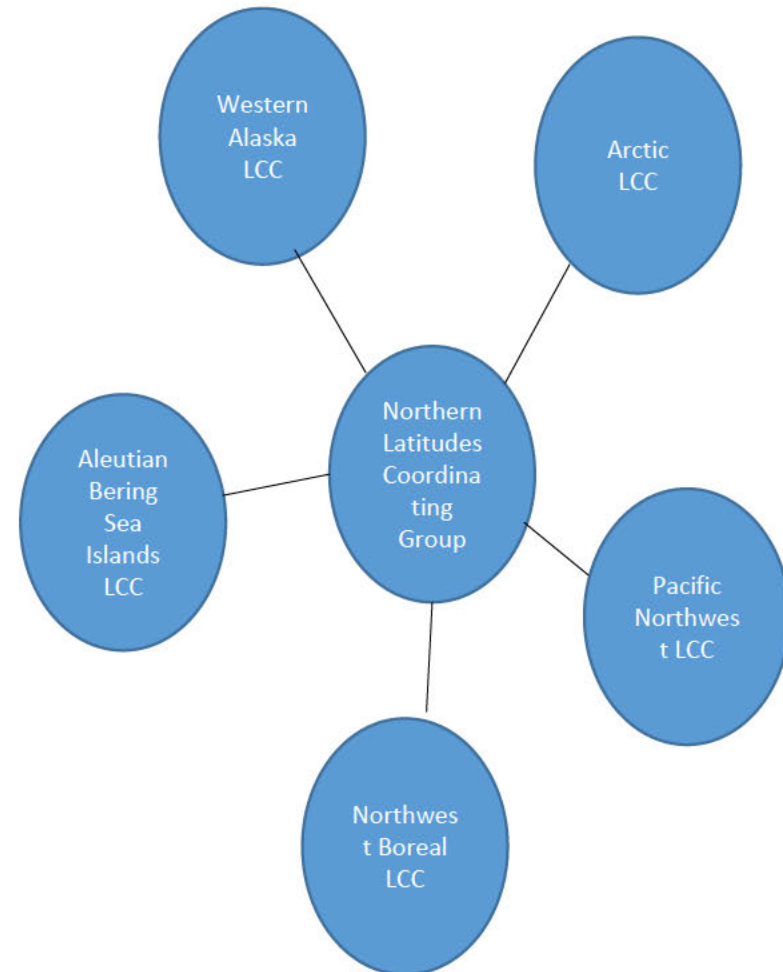 Western
Alaska
LCC
Arctic
LCC
Northern
Latitudes
Coordina
ting
Group
Aleutian
Bering
Sea
Islands
LCC
Pacific
Northwes
t LCC
Northwes
t Boreal
LCC